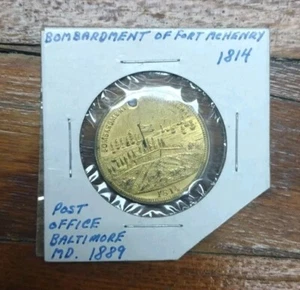 BOMBARDMENT OF FORT MCHENRY
1814
POST
OFFICE
BALTIMORE
MD. 1889